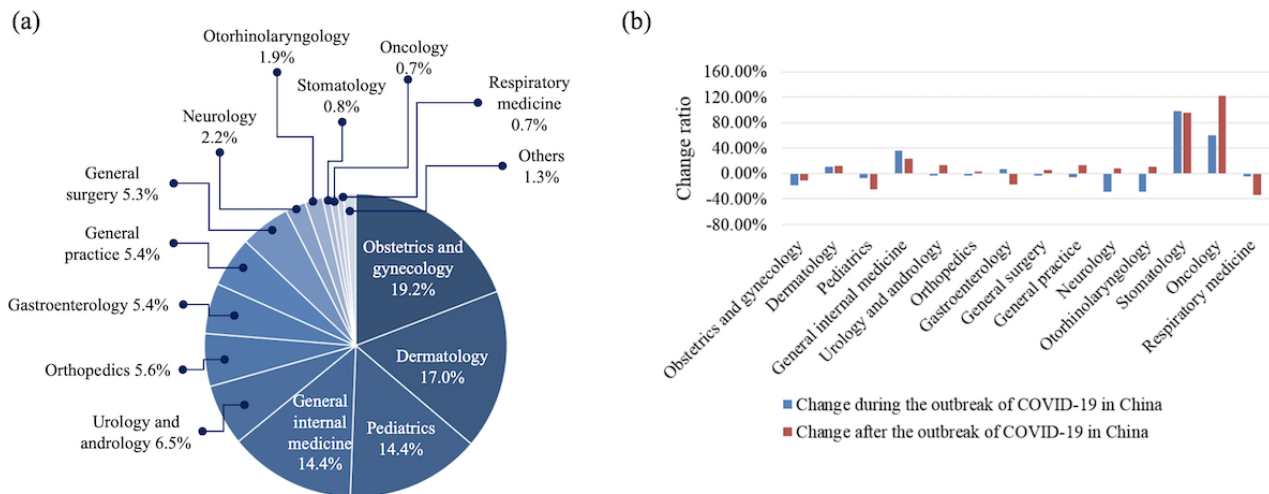 (a)
Otorhinolaryngology
1.9%
Oncology
0.7%
Stomatology
0.8%
Respiratory
medicine
0.7%
Neurology
2.2%
Others
1.3%
General
surgery 5.3%
General
practice 5.4%
Gastroenterology 5.4%
Orthopedics 5.6%
Urology and
andrology 6.5%
Obstetrics and
gynecology
19.2%
Dermatology
17.0%
Pediatrics
14.4%
General
internal
medicine
14.4%
(b)
Change ratio
160.00%
120.00%
80.00%
40.00%
0.00%
-40.00%
-80.00%
Obstetrics and gynecology
Dermatology
Pediatrics
General internal medicine
Urology and andrology
Orthopedics
Gastroenterology
General surgery
General practice
Neurology
Otorhinolaryngology
Stomatology
Oncology
Respiratory medicine
Change during the outbreak of COVID-19 in China
Change after the outbreak of COVID-19 in China